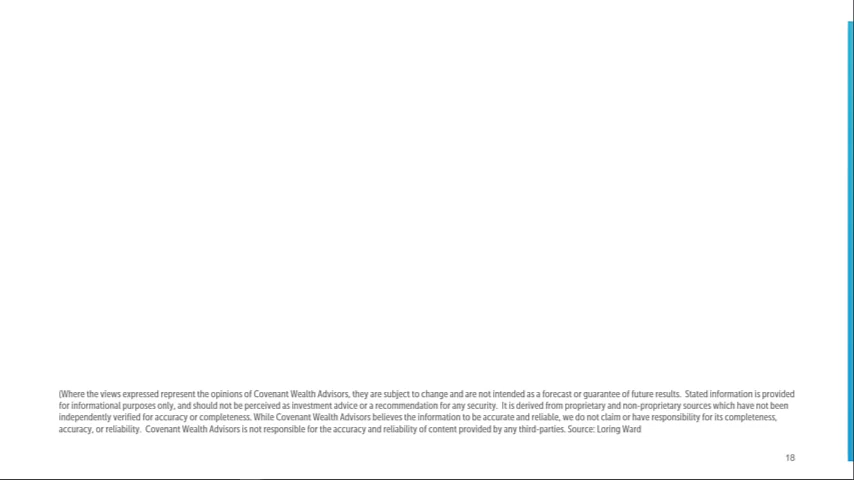 (Where the views expressed represent the opinions of Covenant Wealth Advisors, they are subject to change and are not intended as a forecast or guarantee of future results.  Stated information is provided
for informational purposes only, and should not be perceived as investment advice or a recommendation for any security.  It is derived from proprietary and non-proprietary sources which have not been
independently verified for accuracy or completeness. While Covenant Wealth Advisors believes the information to be accurate and reliable, we do not claim or have responsibility for its completeness,
accuracy, or reliability.  Covenant Wealth Advisors is not responsible for the accuracy and reliability of content provided by any third-parties. Source: Loring Ward
18